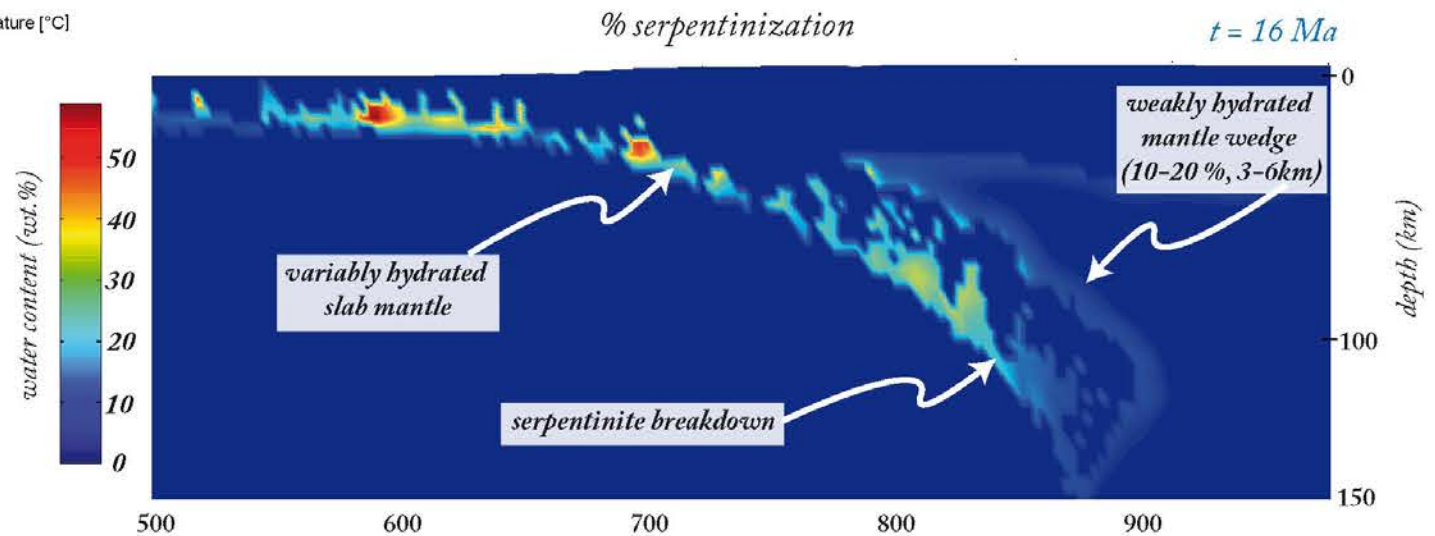 ature [°C]
% serpentinization
t = 16 Ma
0
weakly hydrated
mantle wedge
(10-20 %, 3-6km)
50
40
30
20
10
0
water content (wt.%)
variably hydrated
slab mantle
serpentinite breakdown
depth (km)
100
150
500
600
700
800
900